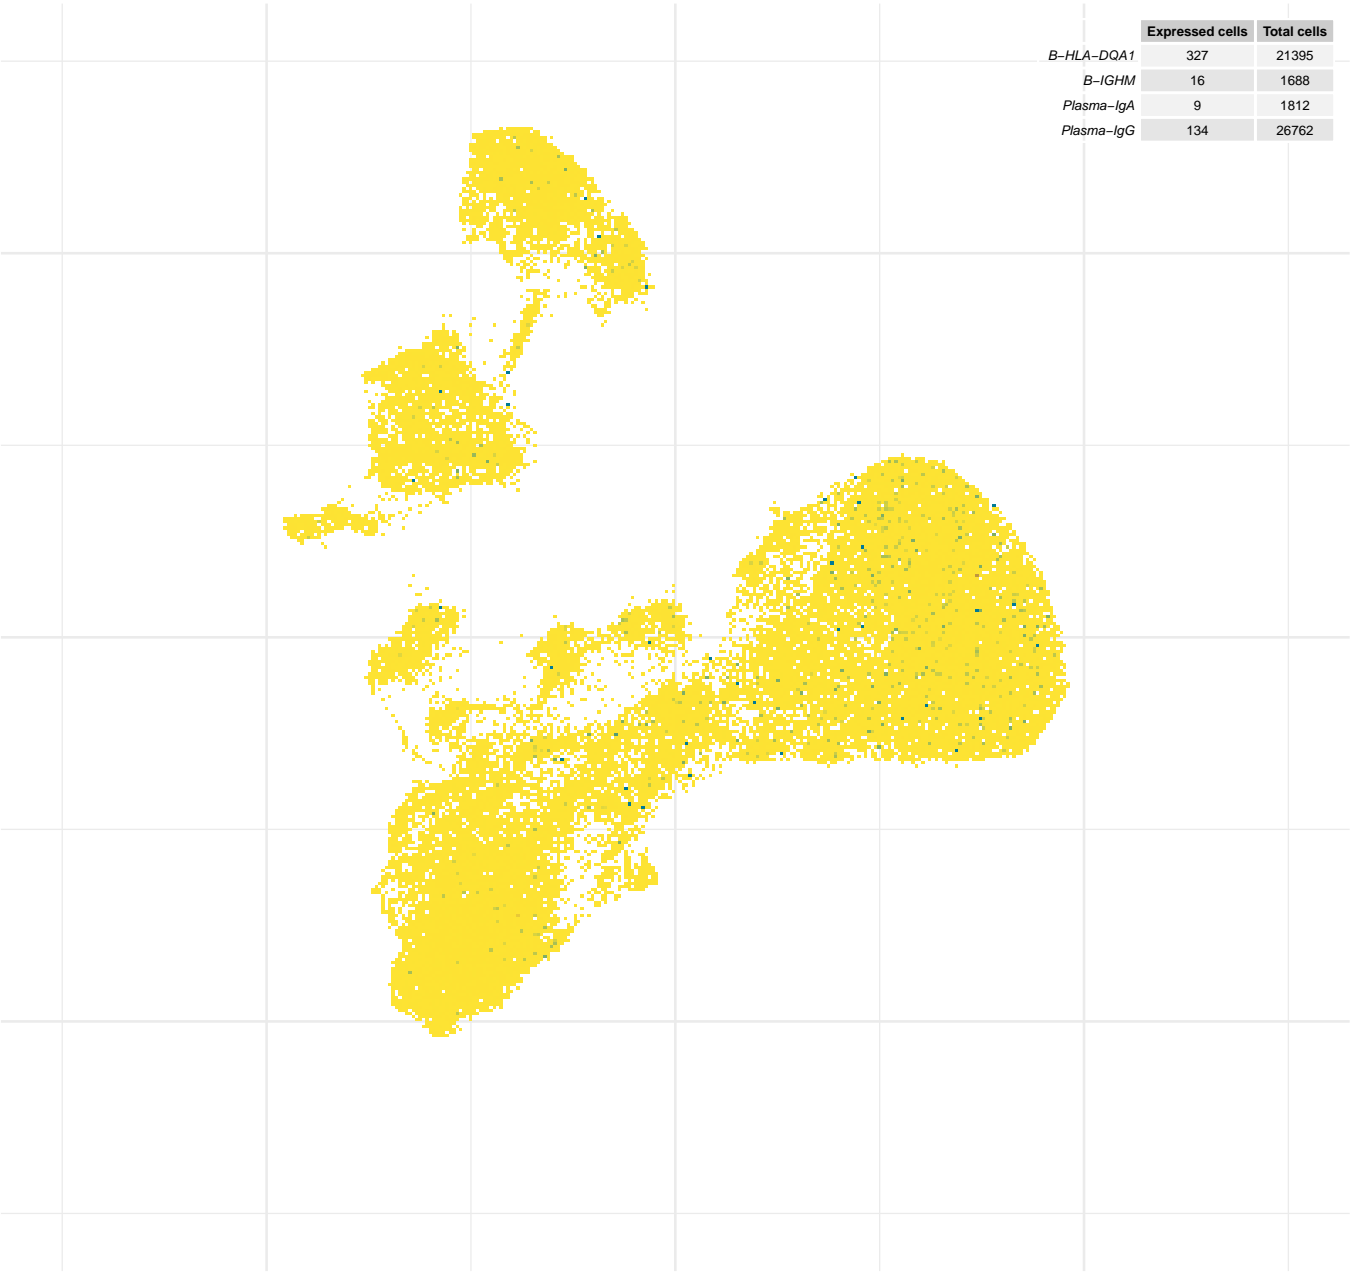 Expressed cells Total cells
B−HLA−DQA1 327 21395
B−IGHM 16 1688
Plasma−IgA 9 1812
Plasma−IgG 134 26762